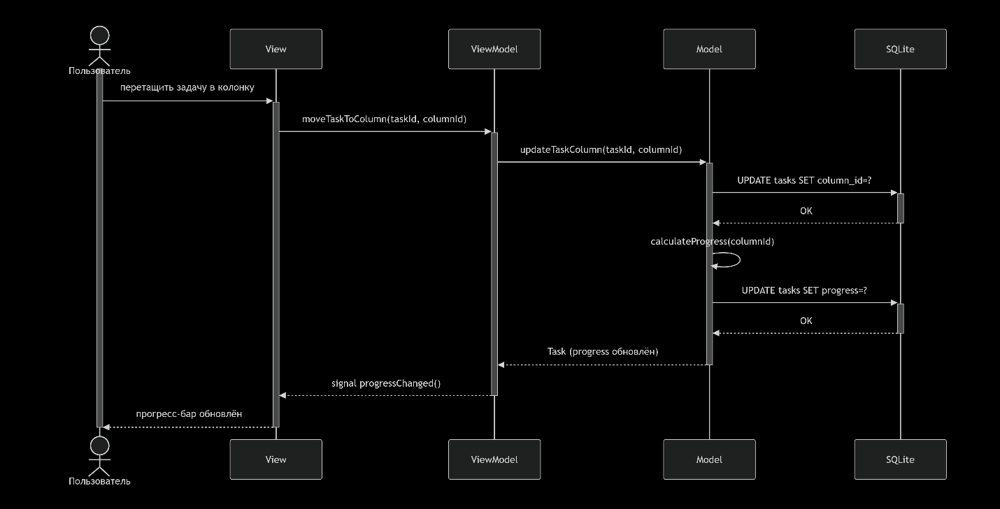 Пользователь
View
ViewModel
Model
SQLite
перетащить задачу в колонку
moveTaskToColumn(taskId, columnId)
updateTaskColumn(taskId, columnId)
UPDATE tasks SET column_id=?
OK
calculateProgress(columnId)
UPDATE tasks SET progress=?
OK
Task (progress обновлён)
signal progressChanged()
прогресс-бар обновлён
Пользователь
View
ViewModel
Model
SQLite